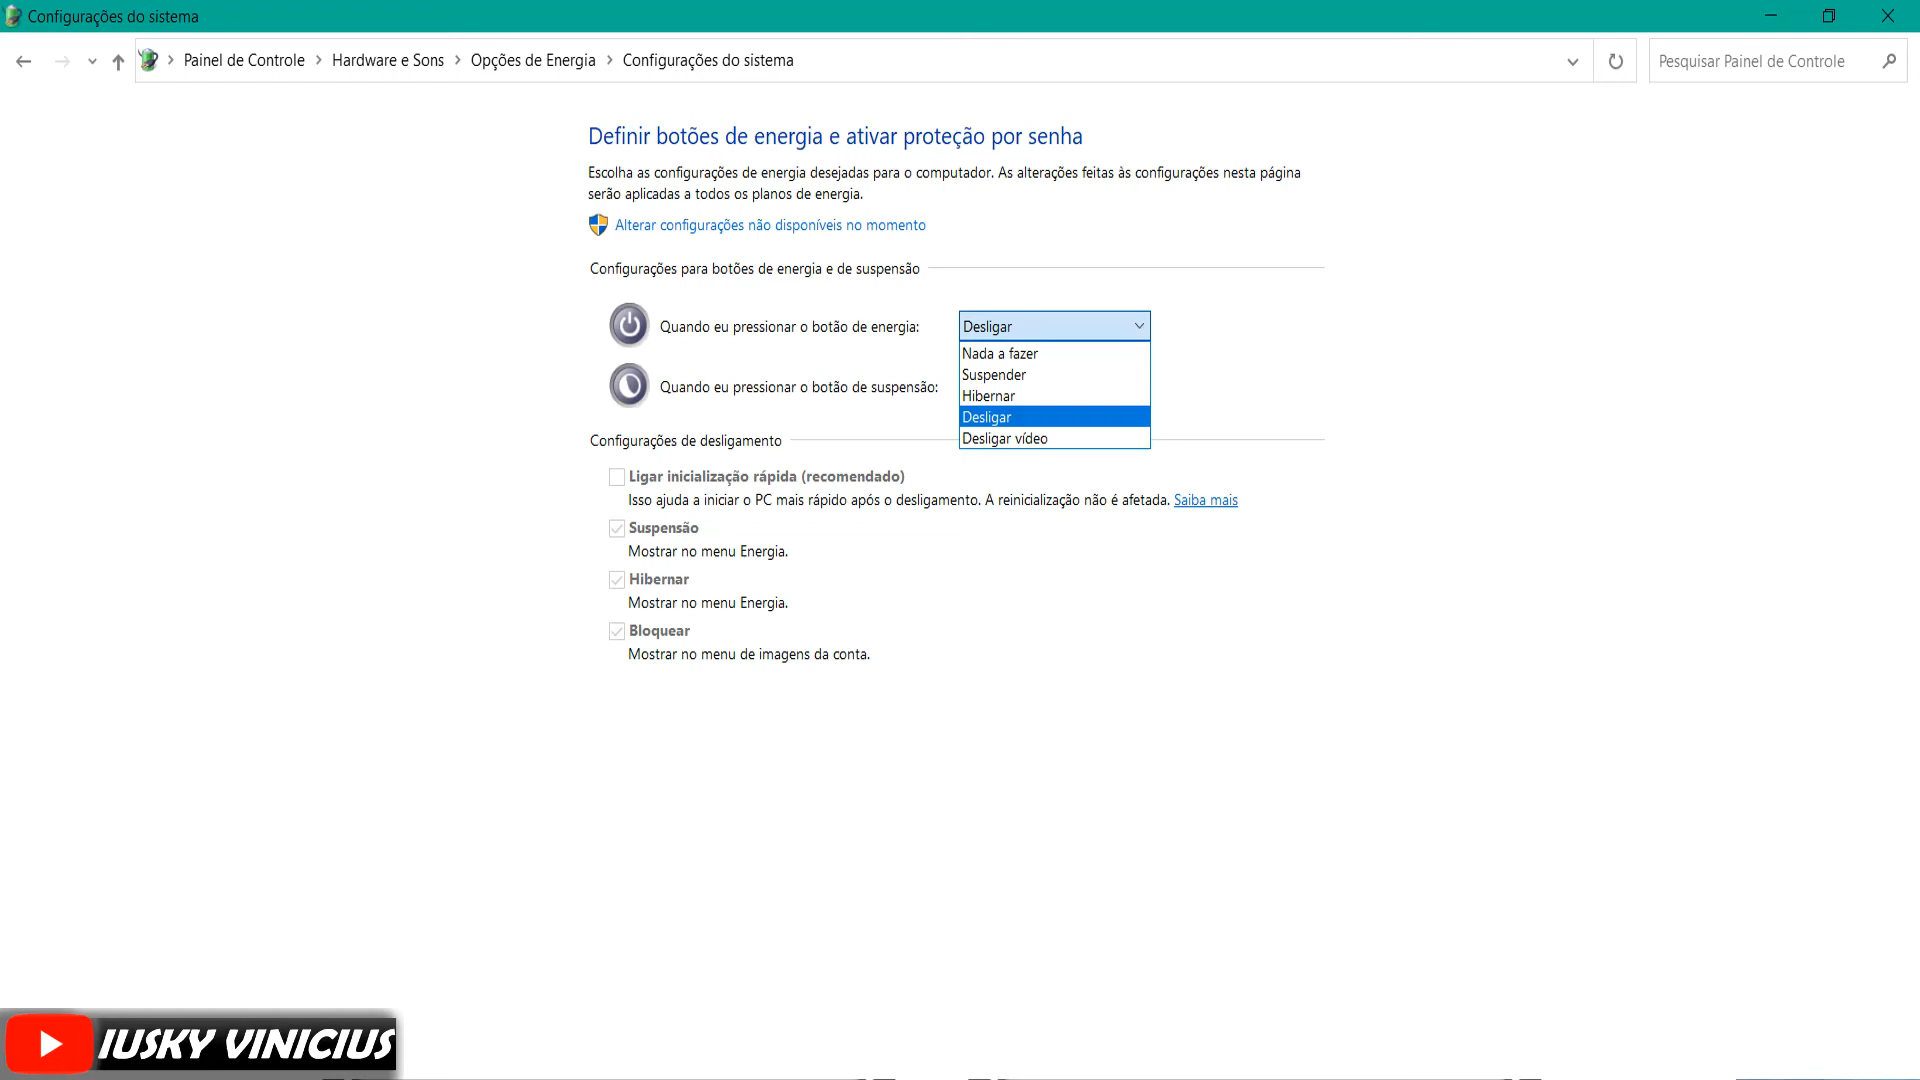 Configurações do sistema
Painel de Controle > Hardware e Sons > Opções de Energia > Configurações do sistema
Pesquisar Painel de Controle
Definir botões de energia e ativar proteção por senha
Escolha as configurações de energia desejadas para o computador. As alterações feitas às configurações nesta página
serão aplicadas a todos os planos de energia.
Alterar configurações não disponíveis no momento
Configurações para botões de energia e de suspensão
Quando eu pressionar o botão de energia:
Desligar
Nada a fazer
Suspender
Hibernar
Desligar
Desligar vídeo
Quando eu pressionar o botão de suspensão:
Configurações de desligamento
Ligar inicialização rápida (recomendado)
Isso ajuda a iniciar o PC mais rápido após o desligamento. A reinicialização não é afetada. Saiba mais
Suspensão
Mostrar no menu Energia.
Hibernar
Mostrar no menu Energia.
Bloquear
Mostrar no menu de imagens da conta.
IUSKY VINICIUS